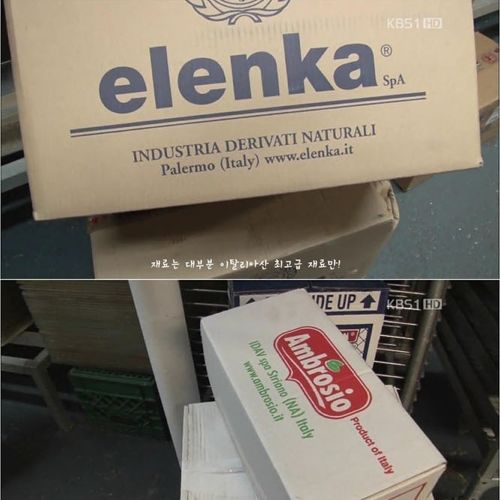 KBS1 HD
elenka®
SpA
INDUSTRIA DERIVATI NATURALI
Palermo (Italy) www.elenka.it
재료는 대부분 이탈리아산 최고급 재료만!
DE UP
KBS1 HD
Ambrosio
Product of Italy
IDAV spa Striano (NA) Italy
www.ambrosio.it